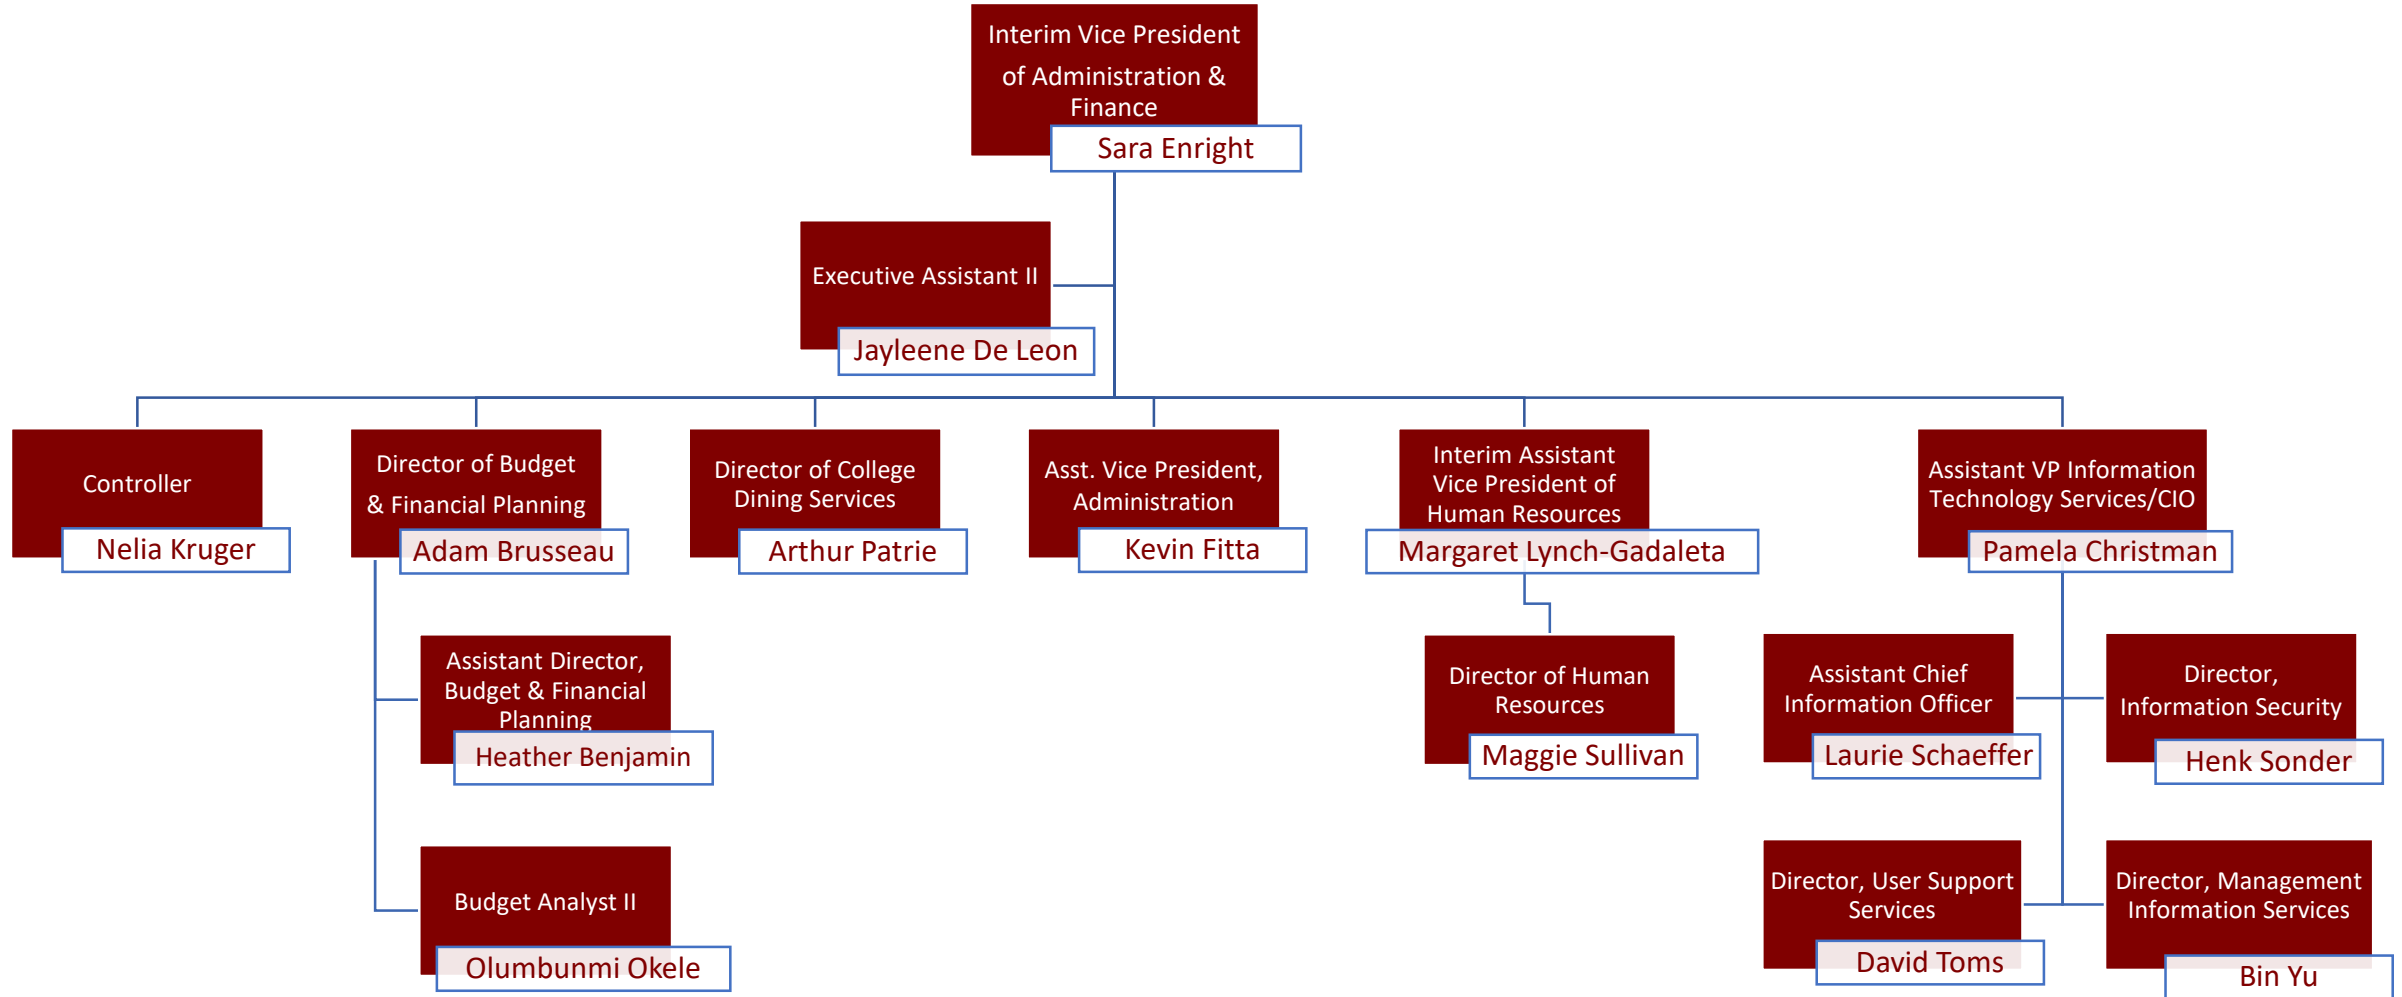 Interim Vice President
of Administration &
Finance
Sara Enright
Executive Assistant II
Jayleene De Leon
Controller
Nelia Kruger
Director of Budget
& Financial Planning
Adam Brusseau
Director of College
Dining Services
Arthur Patrie
Asst. Vice President,
Administration
Kevin Fitta
Interim Assistant
Vice President of
Human Resources
Margaret Lynch-Gadaleta
Assistant VP Information
Technology Services/CIO
Pamela Christman
Assistant Director,
Budget & Financial
Planning
Heather Benjamin
Director of Human
Resources
Maggie Sullivan
Assistant Chief
Information Officer
Laurie Schaeffer
Director,
Information Security
Henk Sonder
Budget Analyst II
Olumbunmi Okele
Director, User Support
Services
David Toms
Director, Management
Information Services
Bin Yu